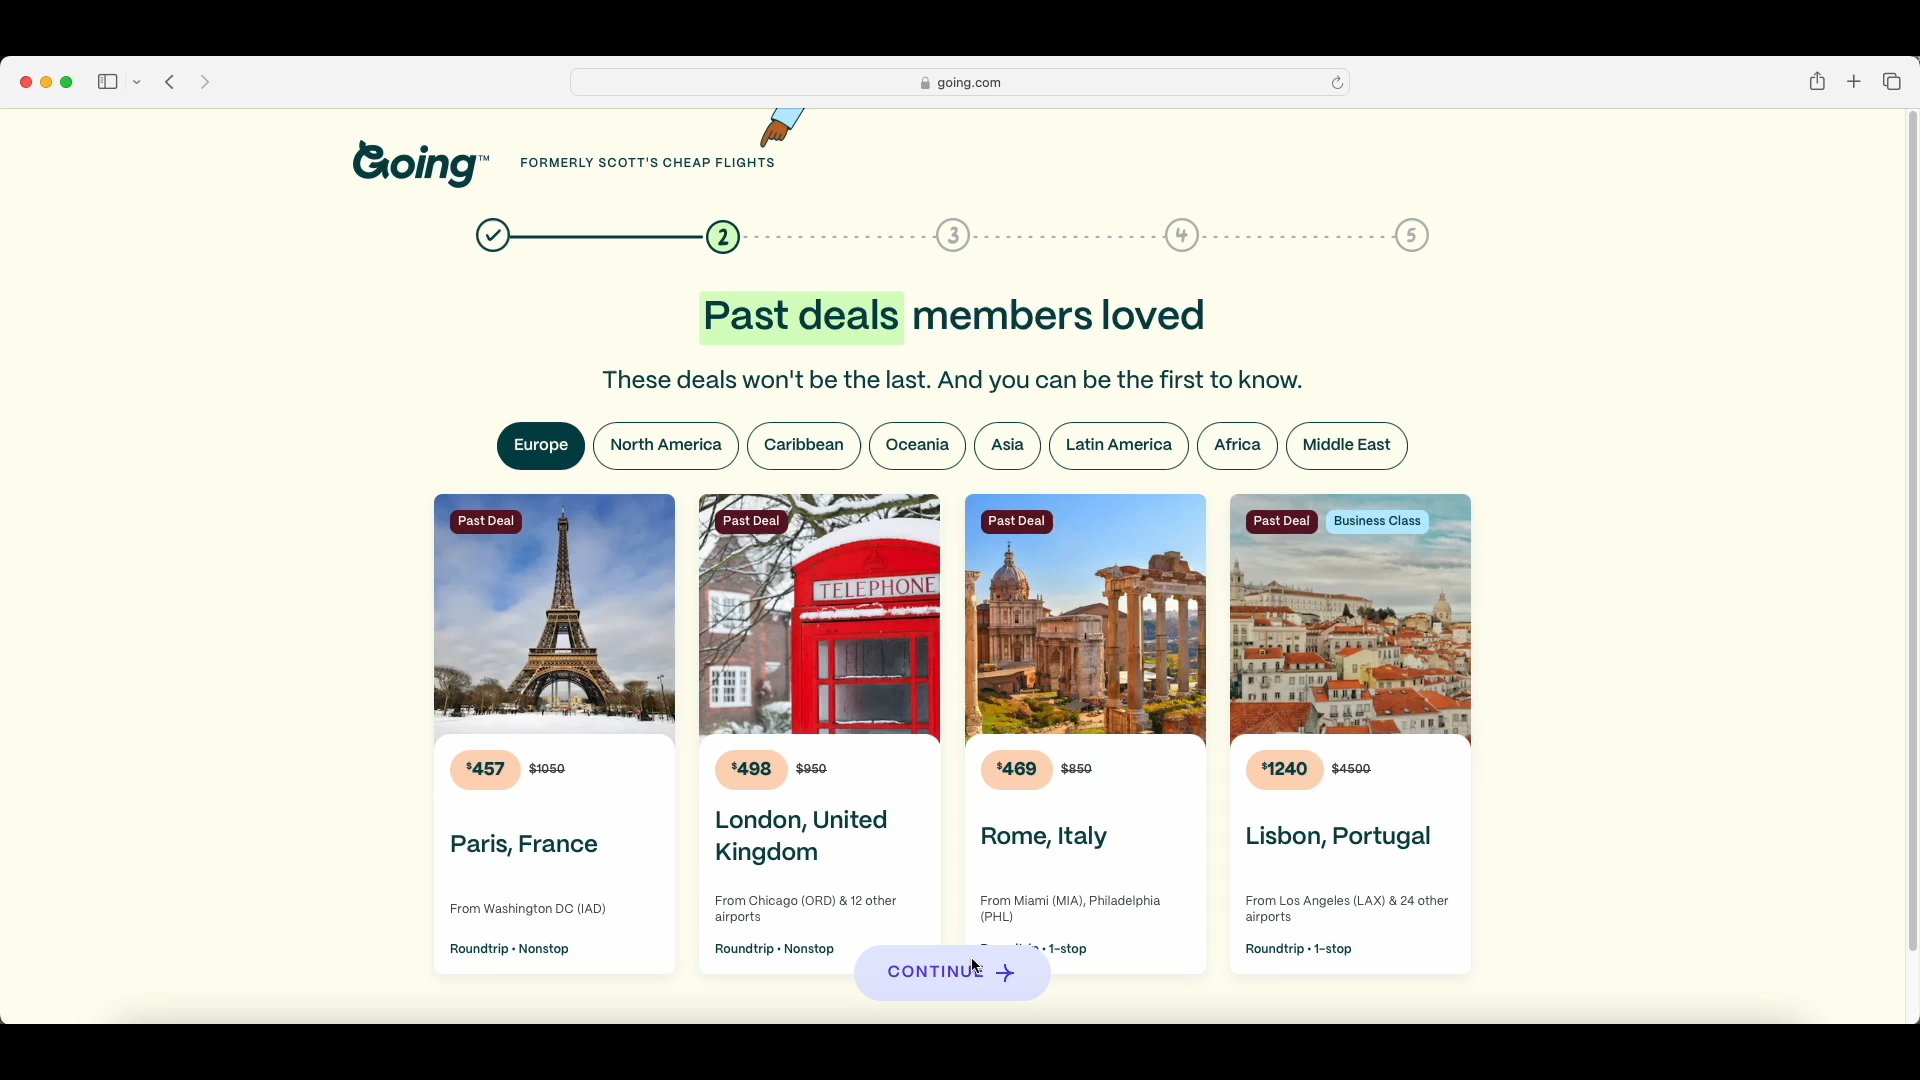 going.com
Going™
FORMERLY SCOTT'S CHEAP FLIGHTS
2
3
4
5
Past deals members loved
These deals won't be the last. And you can be the first to know.
Europe
North America
Caribbean
Oceania
Asia
Latin America
Africa
Middle East
Past Deal
$457 $1050
Paris, France
From Washington DC (IAD)
Roundtrip • Nonstop
Past Deal
TELEPHONE
$498 $950
London, United
Kingdom
From Chicago (ORD) & 12 other
airports
Roundtrip • Nonstop
Past Deal
$469 $850
Rome, Italy
From Miami (MIA), Philadelphia
(PHL)
• 1-stop
Past Deal
Business Class
$1240 $4500
Lisbon, Portugal
From Los Angeles (LAX) & 24 other
airports
Roundtrip • 1-stop
CONTINUE